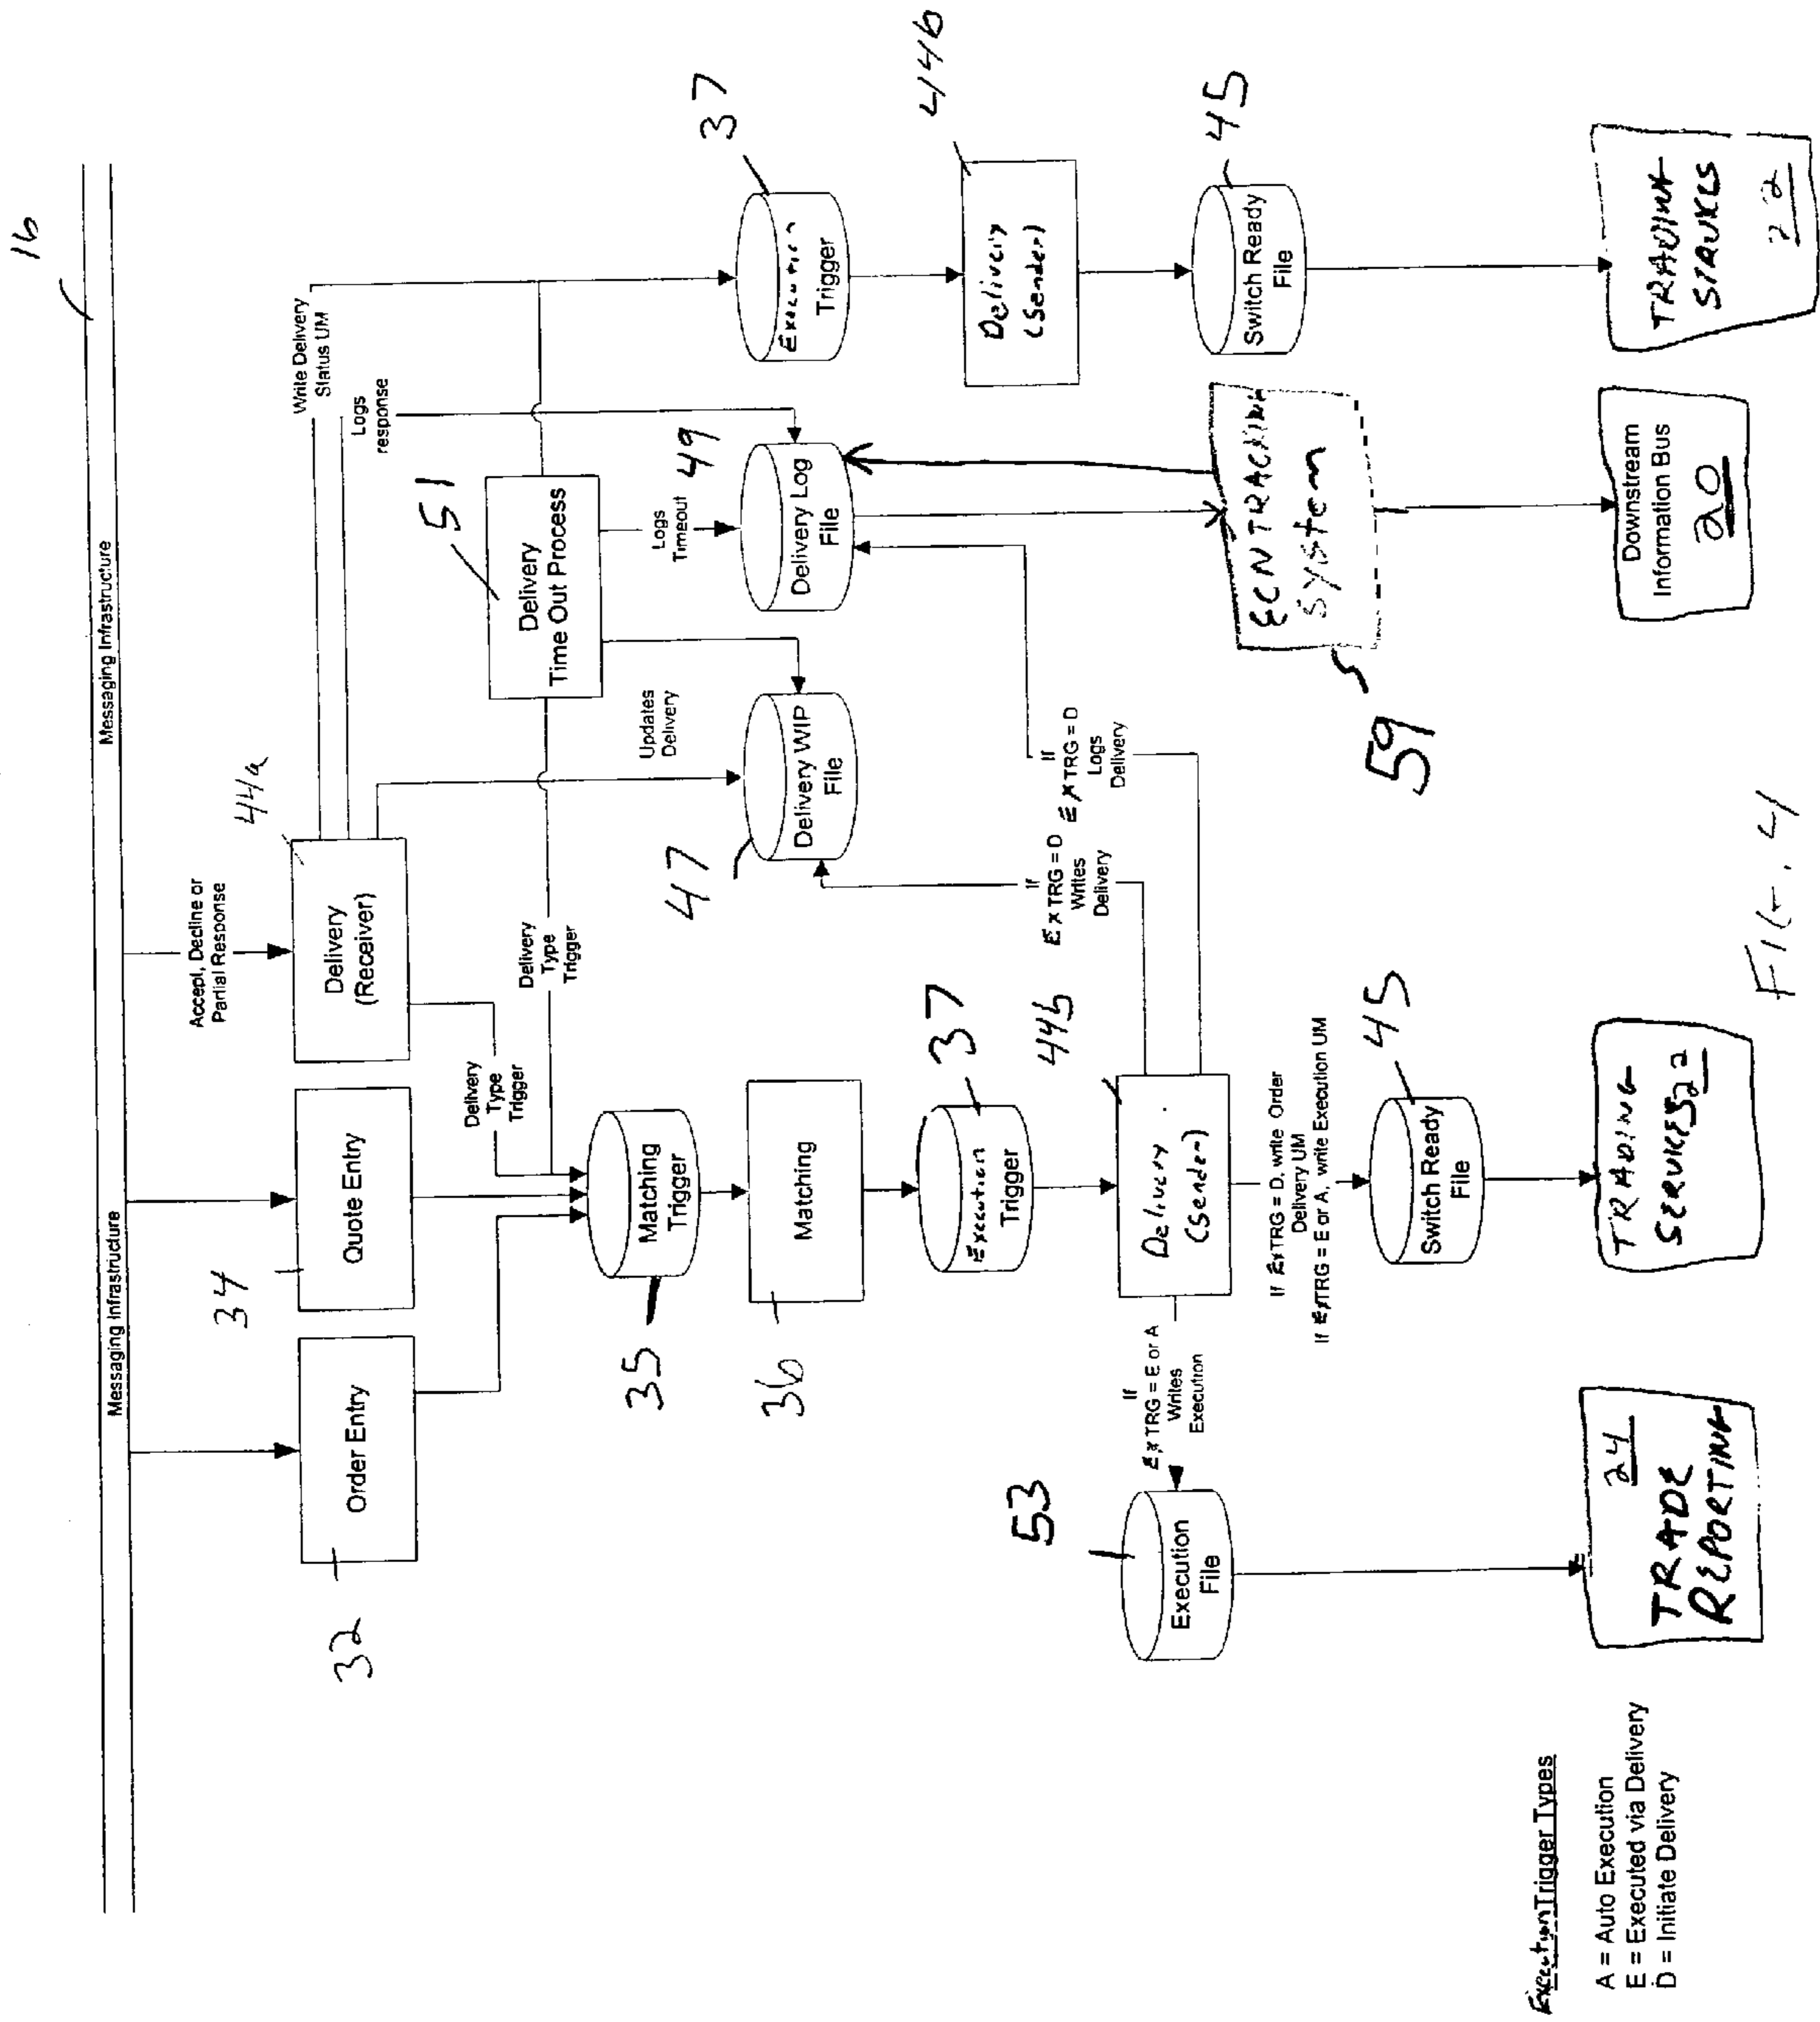 16
Messaging Infrastructure
Messaging Infrastructure
Accept, Decline or
Partial Response
44a
34
32
Order Entry
Quote Entry
Delivery
(Receiver)
Write Delivery
Status UM
Logs
response
51
Delivery
Time Out Process
Delivery
Type
Trigger
Delivery
Type
Trigger
Updates
Delivery
Logs
Timeout
49
37
35
Matching
Trigger
47
Delivery WIP
File
Delivery Log
File
Execution
Trigger
36
Matching
44b
Delivery
(Sender)
37
Execution
Trigger
If
EXTRG = D
Writes
Delivery
If
EXTRG = D
Logs
Delivery
44b
Delivery
(Sender)
53
If
EXTRG = E or A
Writes
Execution
Execution
File
If EXTRG = D, write Order
Delivery UM
If EXTRG = E or A, write Execution UM
45
Switch Ready
File
59
ECN TRACKING
System
45
Switch Ready
File
24
TRADE
REPORTING
TRADING
SERVICES 22
Downstream
Information Bus
20
TRADING
22
Execution Trigger Types
A = Auto Execution
E = Executed via Delivery
D = Initiate Delivery
FIG. 4